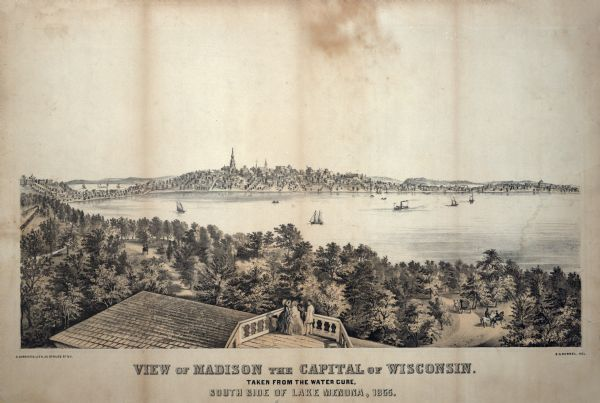 VIEW OF MADISON THE CAPITAL OF WISCONSIN.
TAKEN FROM THE WATER CURE,
SOUTH SIDE OF LAKE MENONA, 1855.